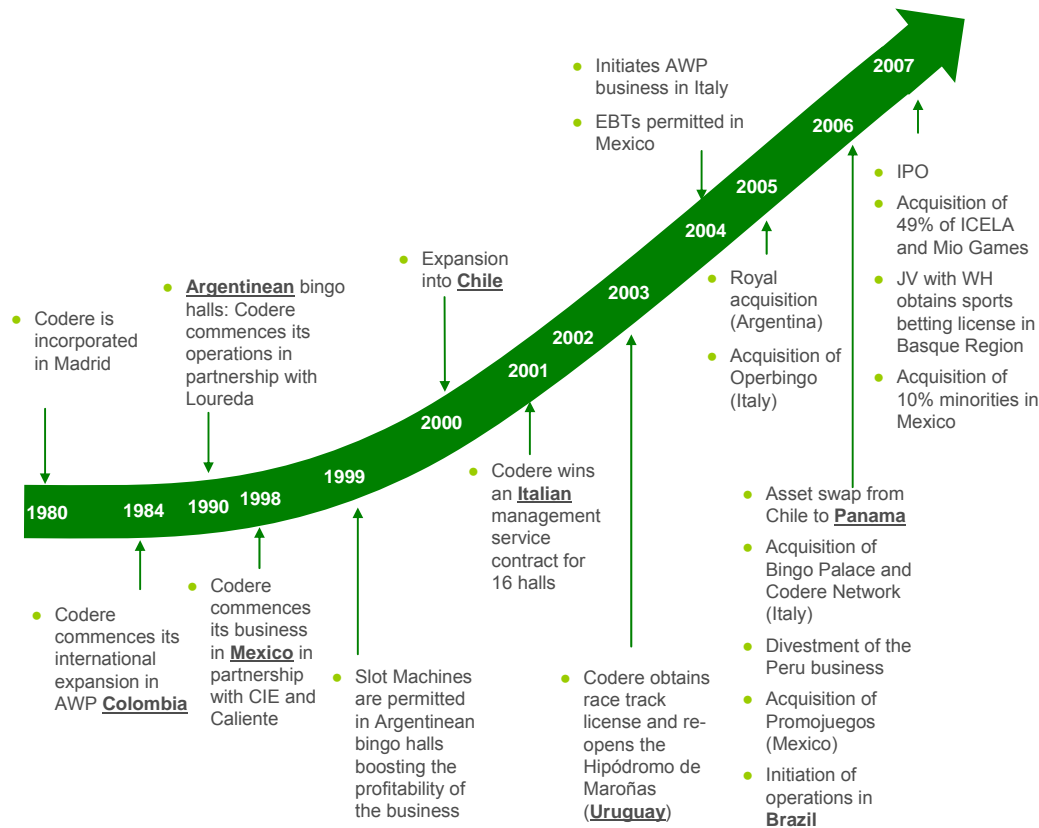 1980
1984
1990
1998
1999
2000
2001
2002
2003
2004
2005
2006
2007
Codere is
incorporated
in Madrid
Codere
commences its
international
expansion in
AWP Colombia
Argentinean bingo
halls: Codere
commences its
operations in
partnership with
Loureda
Codere
commences
its business
in Mexico in
partnership
with CIE and
Caliente
Slot Machines
are permitted
in Argentinean
bingo halls
boosting the
profitability of
the business
Expansion
into Chile
Codere wins
an Italian
management
service
contract for
16 halls
Codere obtains
race track
license and re-
opens the
Hipódromo de
Maroñas
(Uruguay)
Initiates AWP
business in Italy
EBTs permitted in
Mexico
Royal
acquisition
(Argentina)
Acquisition of
Operbingo
(Italy)
Asset swap from
Chile to Panama
Acquisition of
Bingo Palace and
Codere Network
(Italy)
Divestment of the
Peru business
Acquisition of
Promojuegos
(Mexico)
Initiation of
operations in
Brazil
IPO
Acquisition of
49% of ICELA
and Mio Games
JV with WH
obtains sports
betting license in
Basque Region
Acquisition of
10% minorities in
Mexico